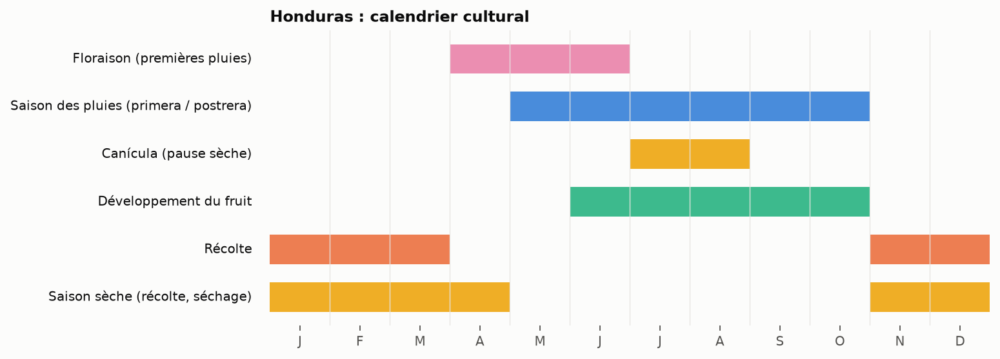 Honduras : calendrier cultural
Floraison (premières pluies)
Saison des pluies (primera / postrera)
Canícula (pause sèche)
Développement du fruit
Récolte
Saison sèche (récolte, séchage)
J F M A M J J A S O N D